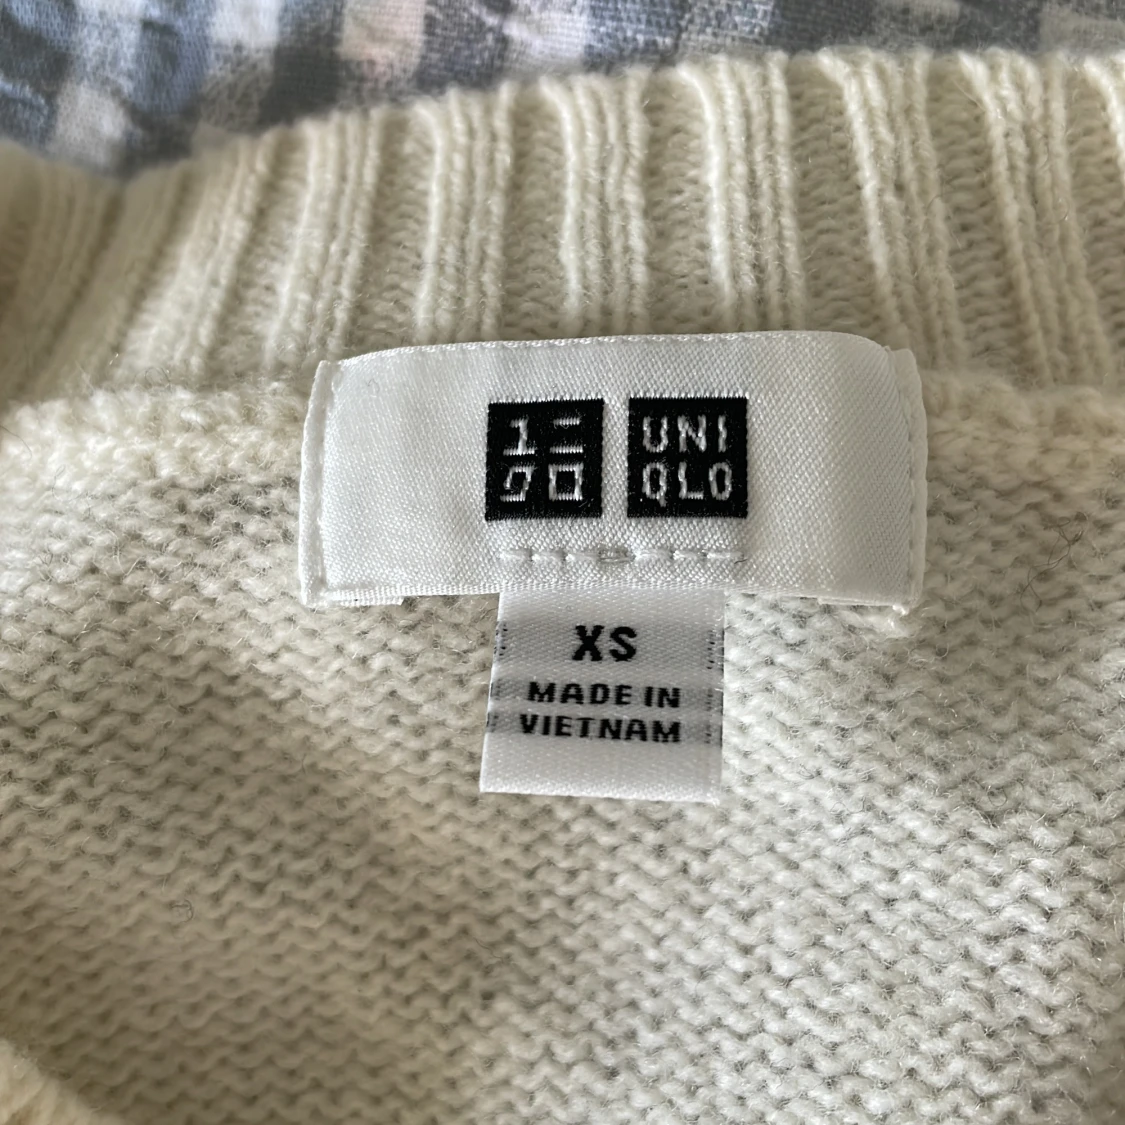 ユニ
クロ
UNI
QLO
XS
MADE IN
VIETNAM